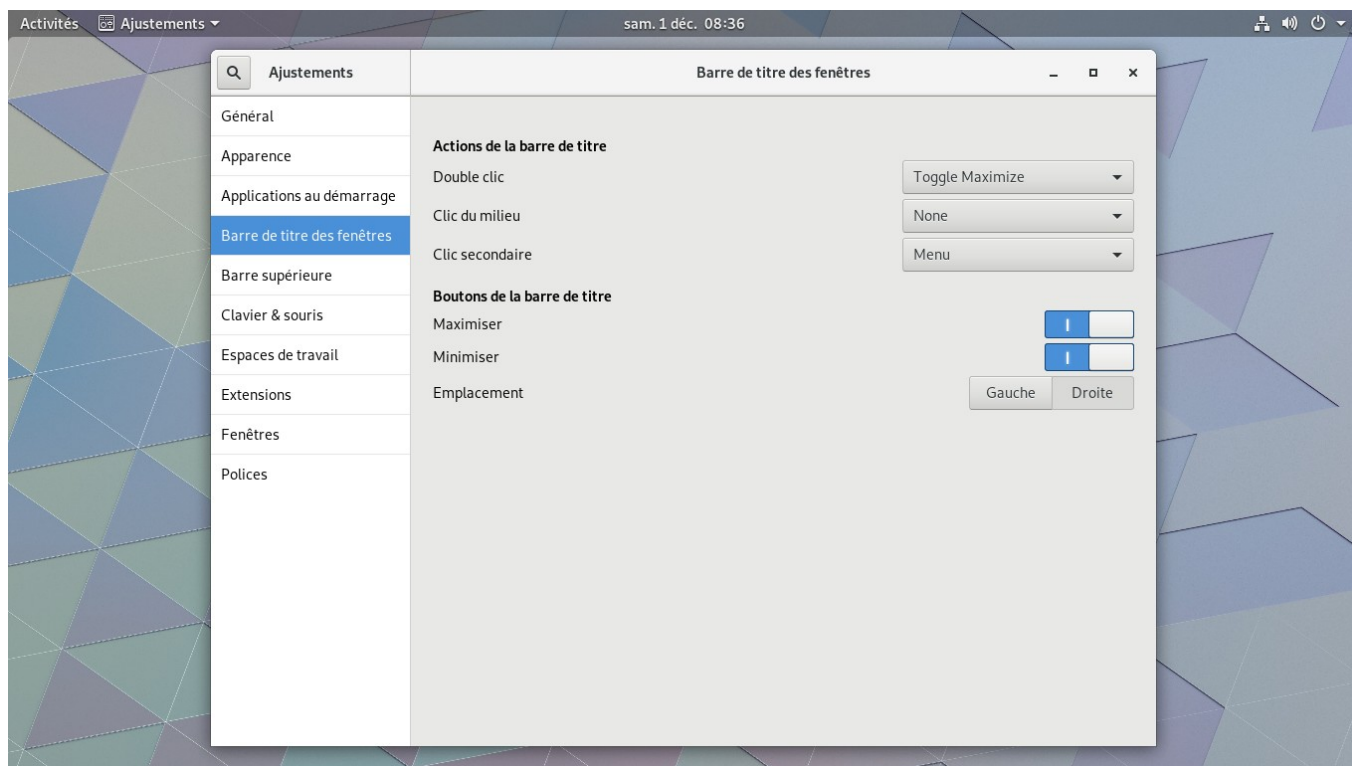 Activités Ajustements sam. 1 déc. 08:36
Ajustements Barre de titre des fenêtres
Général
Apparence
Applications au démarrage
Barre de titre des fenêtres
Barre supérieure
Clavier & souris
Espaces de travail
Extensions
Fenêtres
Polices
Actions de la barre de titre
Double clic Toggle Maximize
Clic du milieu None
Clic secondaire Menu
Boutons de la barre de titre
Maximiser
Minimiser
Emplacement Gauche Droite